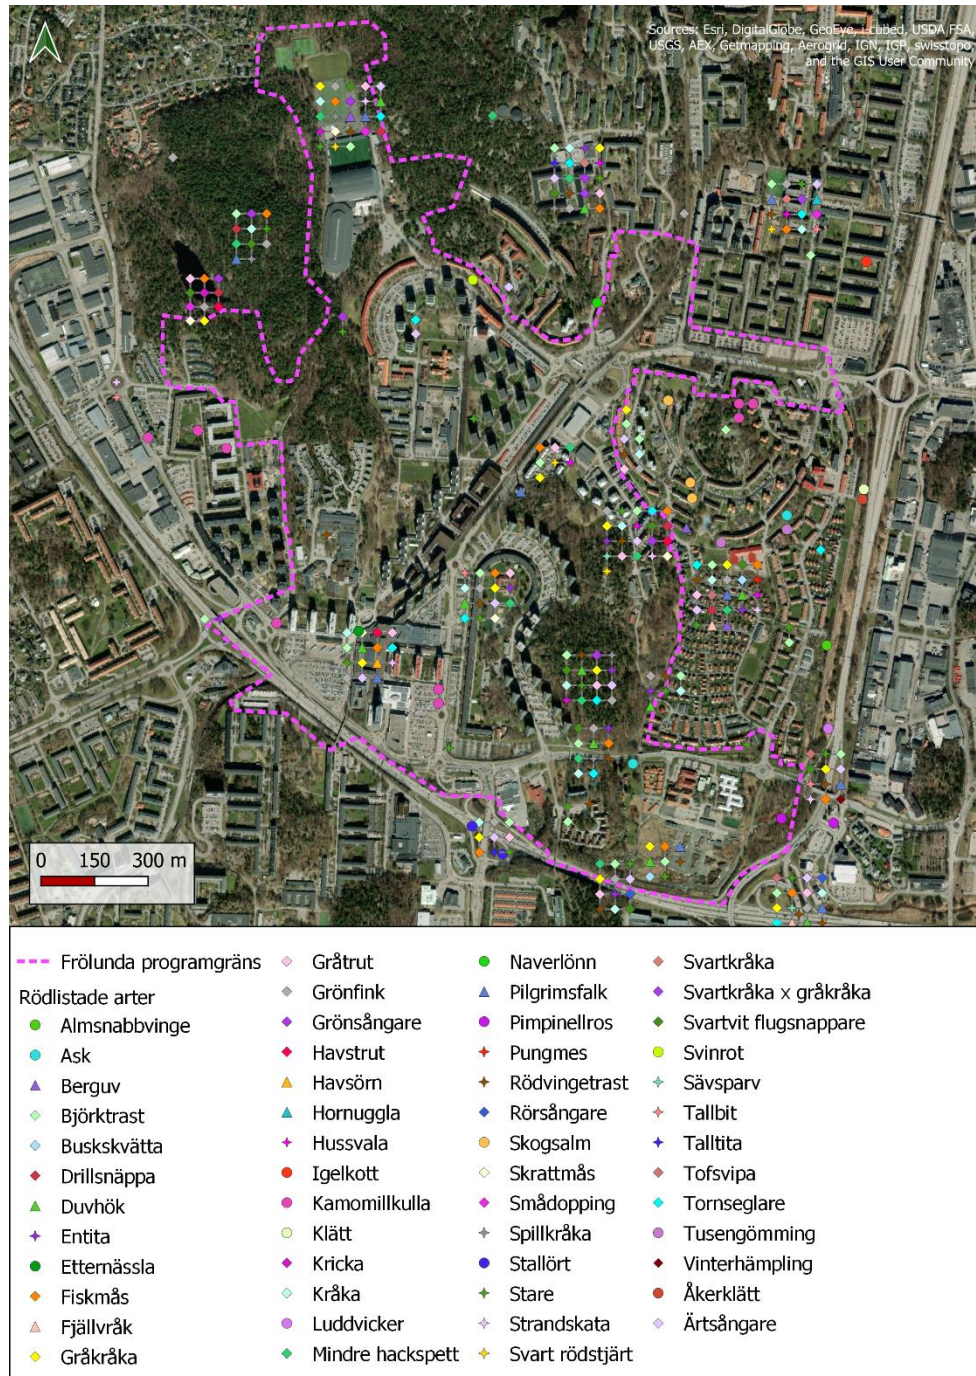 Sources: Esri, DigitalGlobe, GeoEye, i-cubed, USDA FSA,
USGS, AEX, Getmapping, Aerogrid, IGN, IGP, swisstopo,
and the GIS User Community
0 150 300 m
Frölunda programgräns
Rödlistade arter
Almsnabbvinge
Ask
Berguv
Björktrast
Buskskvätta
Drillsnäppa
Duvhök
Entita
Etternässla
Fiskmås
Fjällvråk
Gråkråka
Gråtrut
Grönfink
Grönsångare
Havstrut
Havsörn
Hornuggla
Hussvala
Igelkott
Kamomillkulla
Klätt
Kricka
Kråka
Luddvicker
Mindre hackspett
Naverlönn
Pilgrimsfalk
Pimpinellros
Pungmes
Rödvingetrast
Rörsångare
Skogsalm
Skrattmås
Smådopping
Spillkråka
Stallört
Stare
Strandskata
Svart rödstjärt
Svartkråka
Svartkråka x gråkråka
Svartvit flugsnappare
Svinrot
Sävsparv
Tallbit
Talltita
Tofsvipa
Tornseglare
Tusengömming
Vinterhämpling
Åkerklätt
Ärtsångare